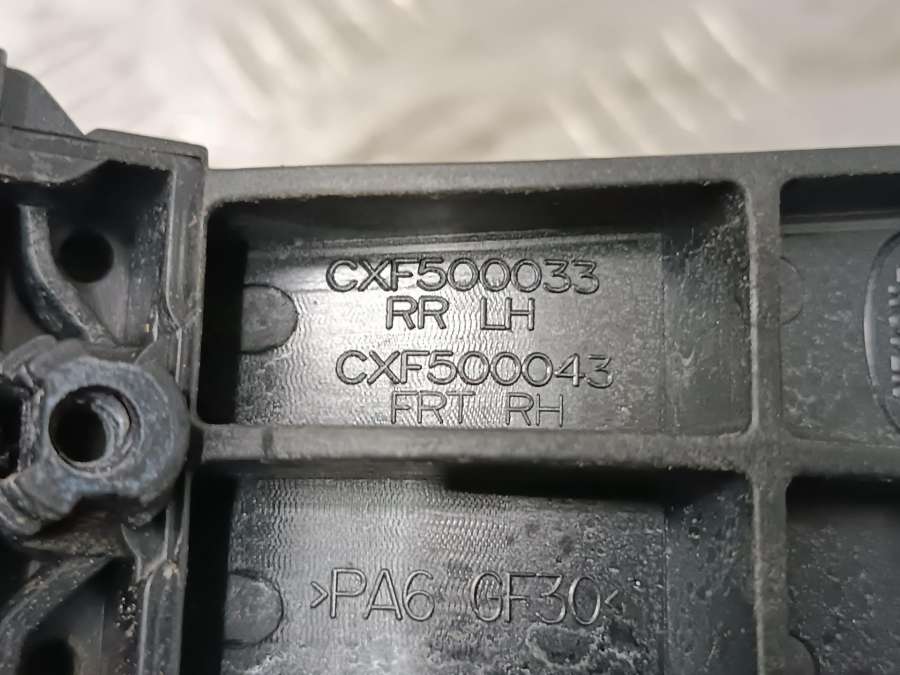 CXF500033
RR LH
CXF500043
FRT RH
>PA6 GF30<